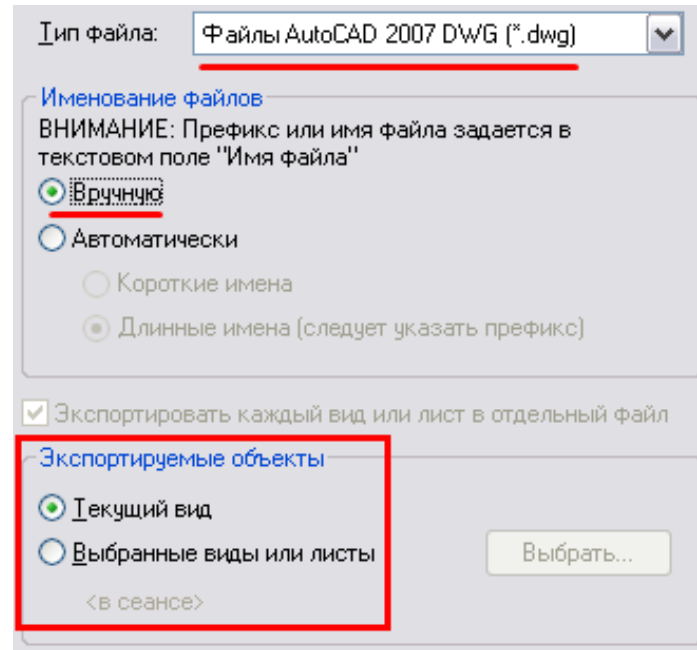 Тип файла: Файлы AutoCAD 2007 DWG (*.dwg)
Именование файлов
ВНИМАНИЕ: Префикс или имя файла задается в
текстовом поле "Имя файла"
Вручную
Автоматически
Короткие имена
Длинные имена (следует указать префикс)
Экспортировать каждый вид или лист в отдельный файл
Экспортируемые объекты
Текущий вид
Выбранные виды или листы Выбрать...
<в сеансе>